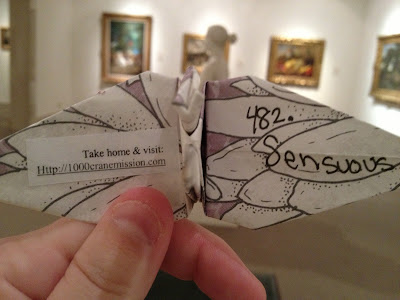 Take home & visit:
Http://1000cranemission.com
482.
Sensuous